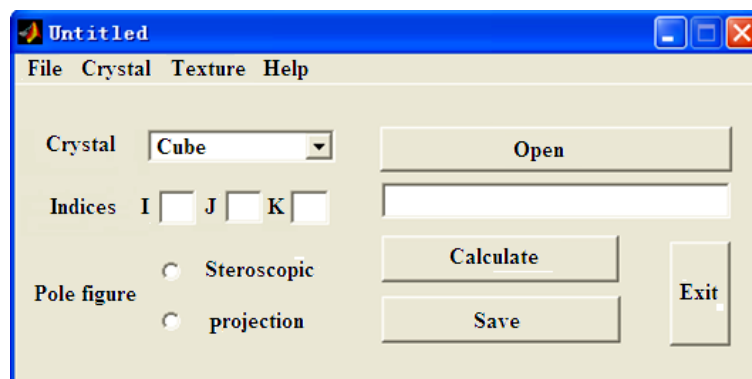 Untitled
File Crystal Texture Help
Crystal Cube Open
Indices I J K
Calculate
Steroscopic
Pole figure
Exit
projection Save